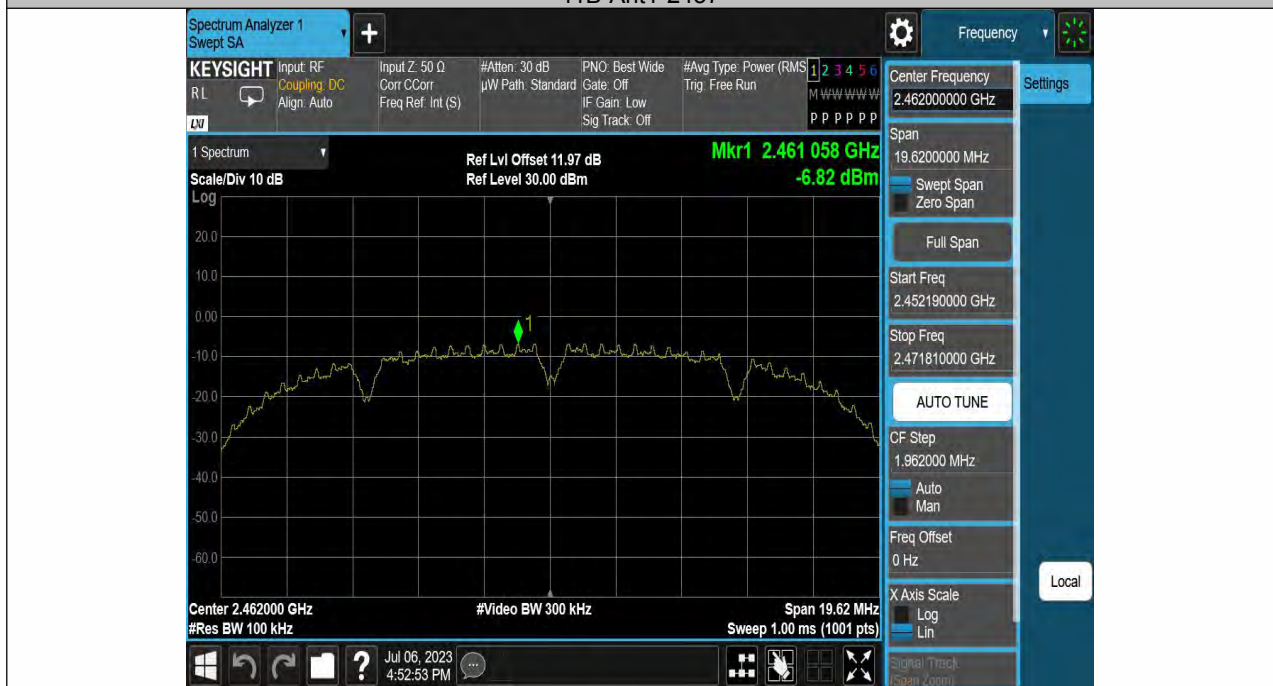 Spectrum Analyzer 1
Swept SA
+
Frequency
KEYSIGHT
RL
LXI
Input: RF
Coupling: DC
Align: Auto
Input Z: 50 Ω
Corr CCorr
Freq Ref: Int (S)
#Atten: 30 dB
µW Path: Standard
PNO: Best Wide
Gate: Off
IF Gain: Low
Sig Track: Off
#Avg Type: Power (RMS
Trig: Free Run
1 2 3 4 5 6
M W W W W W
P P P P P P
1 Spectrum
Scale/Div 10 dB
Ref Lvl Offset 11.97 dB
Ref Level 30.00 dBm
Mkr1 2.461 058 GHz
-6.82 dBm
Log
20.0
10.0
0.00
-10.0
-20.0
-30.0
-40.0
-50.0
-60.0
1
Center 2.462000 GHz
#Res BW 100 kHz
#Video BW 300 kHz
Span 19.62 MHz
Sweep 1.00 ms (1001 pts)
Center Frequency
2.462000000 GHz
Span
19.6200000 MHz
Swept Span
Zero Span
Full Span
Start Freq
2.452190000 GHz
Stop Freq
2.471810000 GHz
AUTO TUNE
CF Step
1.962000 MHz
Auto
Man
Freq Offset
0 Hz
X Axis Scale
Log
Lin
Signal Track
(Span Zoom)
Settings
Local
?
Jul 06, 2023
4:52:53 PM